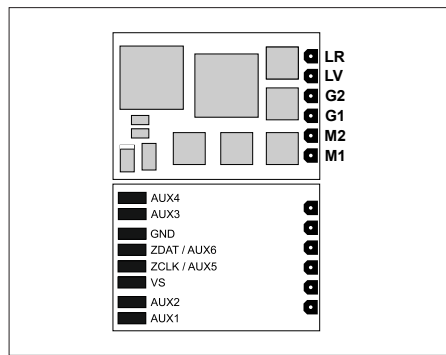 LR
LV
G2
G1
M2
M1
AUX4
AUX3
GND
ZDAT / AUX6
ZCLK / AUX5
VS
AUX2
AUX1